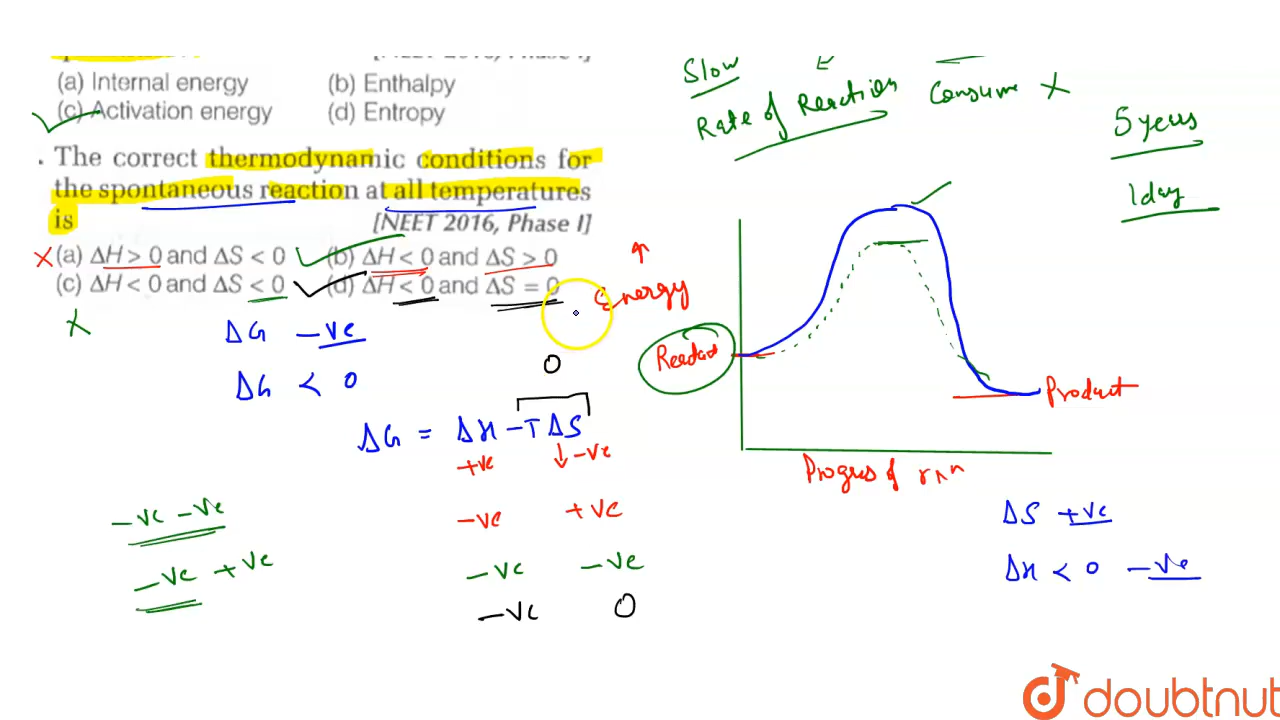 [NEET 2016, Phase I]
(a) Internal energy (b) Enthalpy
(c) Activation energy (d) Entropy
. The correct thermodynamic conditions for
the spontaneous reaction at all temperatures
is [NEET 2016, Phase I]
(a) ΔH > 0 and ΔS < 0 (b) ΔH < 0 and ΔS > 0
(c) ΔH < 0 and ΔS < 0 (d) ΔH < 0 and ΔS = 0
ΔG -ve
ΔG < 0
0
ΔG = ΔH - TΔS
+ve ↓ -ve
-ve +ve
-ve -ve
-ve 0
-ve -ve
-ve +ve
Slow
Rate of Reaction Consume X
5 years
1 day
↑
Energy
Product
ΔS +ve
ΔH < 0 -ve
doubtnut